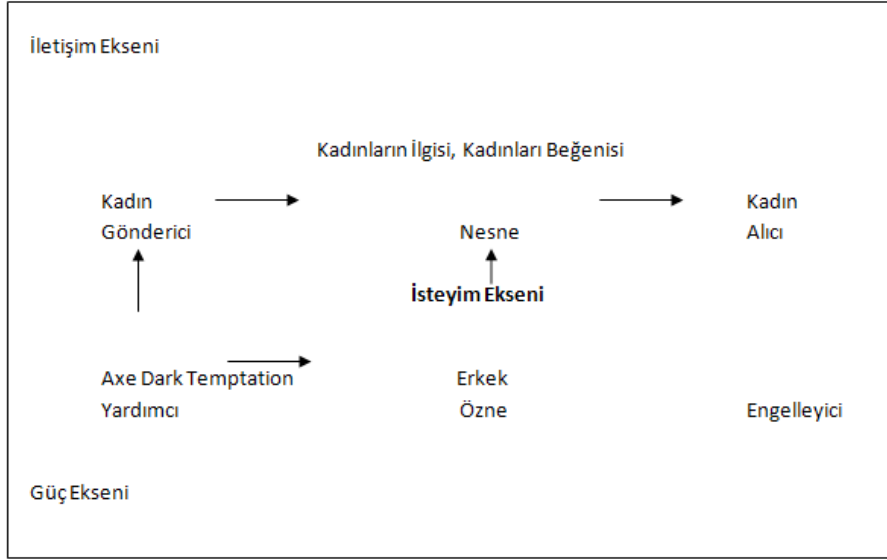 İletişim Ekseni
Kadınların İlgisi, Kadınları Beğenisi
Kadın Kadın
Gönderici Nesne Alıcı
İsteyim Ekseni
Axe Dark Temptation Erkek
Yardımcı Özne Engelleyici
Güç Ekseni